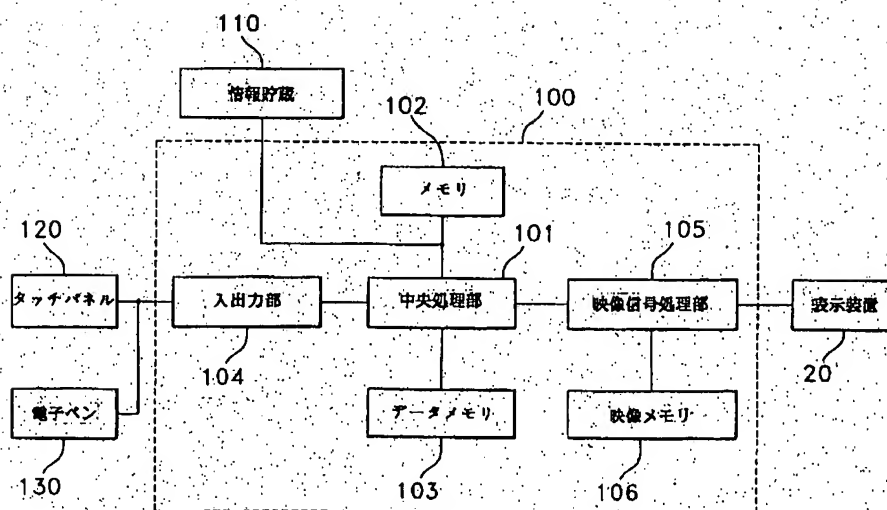 110
情報貯蔵
102
100
メモリ
120
101
105
タッチパネル
入出力部
中央処理部
映像信号処理部
表示装置
104
20
電子ペン
データメモリ
映像メモリ
130
103
106